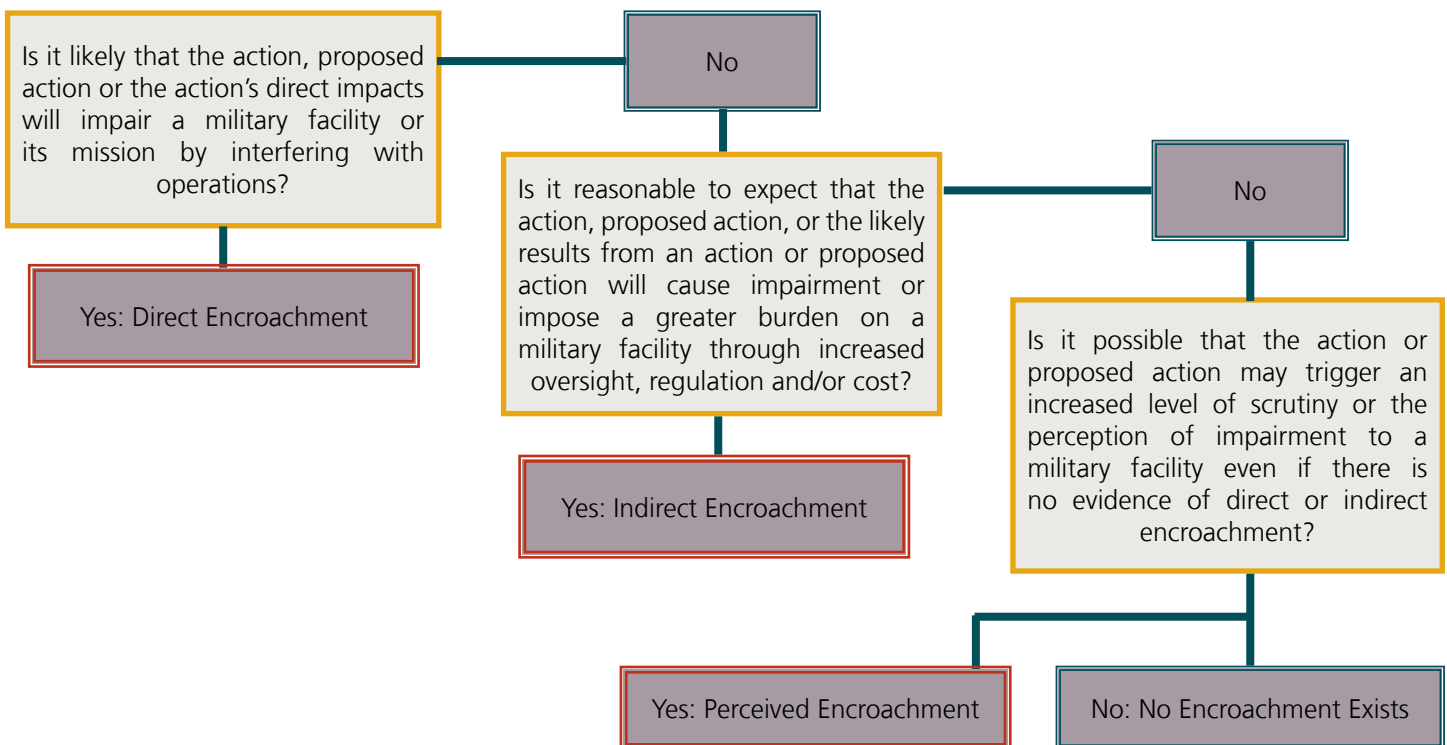 Is it likely that the action, proposed
action or the action’s direct impacts
will impair a military facility or
its mission by interfering with
operations?
No
Yes: Direct Encroachment
Is it reasonable to expect that the
action, proposed action, or the likely
results from an action or proposed
action will cause impairment or
impose a greater burden on a
military facility through increased
oversight, regulation and/or cost?
No
Yes: Indirect Encroachment
Is it possible that the action or
proposed action may trigger an
increased level of scrutiny or the
perception of impairment to a
military facility even if there is
no evidence of direct or indirect
encroachment?
Yes: Perceived Encroachment
No: No Encroachment Exists